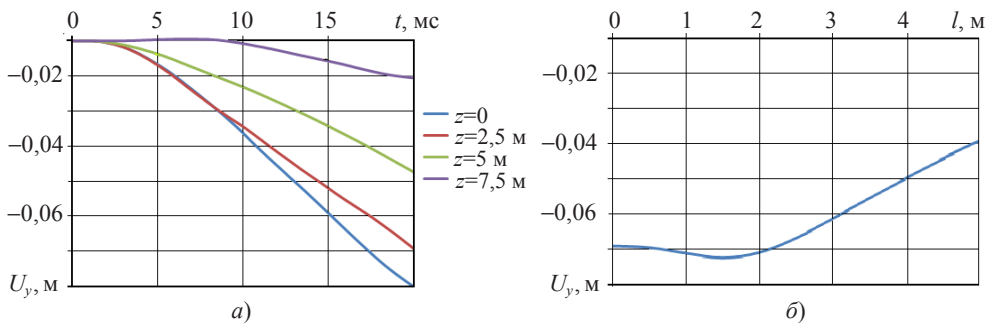 0 5 10 15 t, мс
–0,02
–0,04
–0,06
U_y, м
z=0
z=2,5 м
z=5 м
z=7,5 м
а)
0 1 2 3 4 l, м
–0,02
–0,04
–0,06
U_y, м
б)